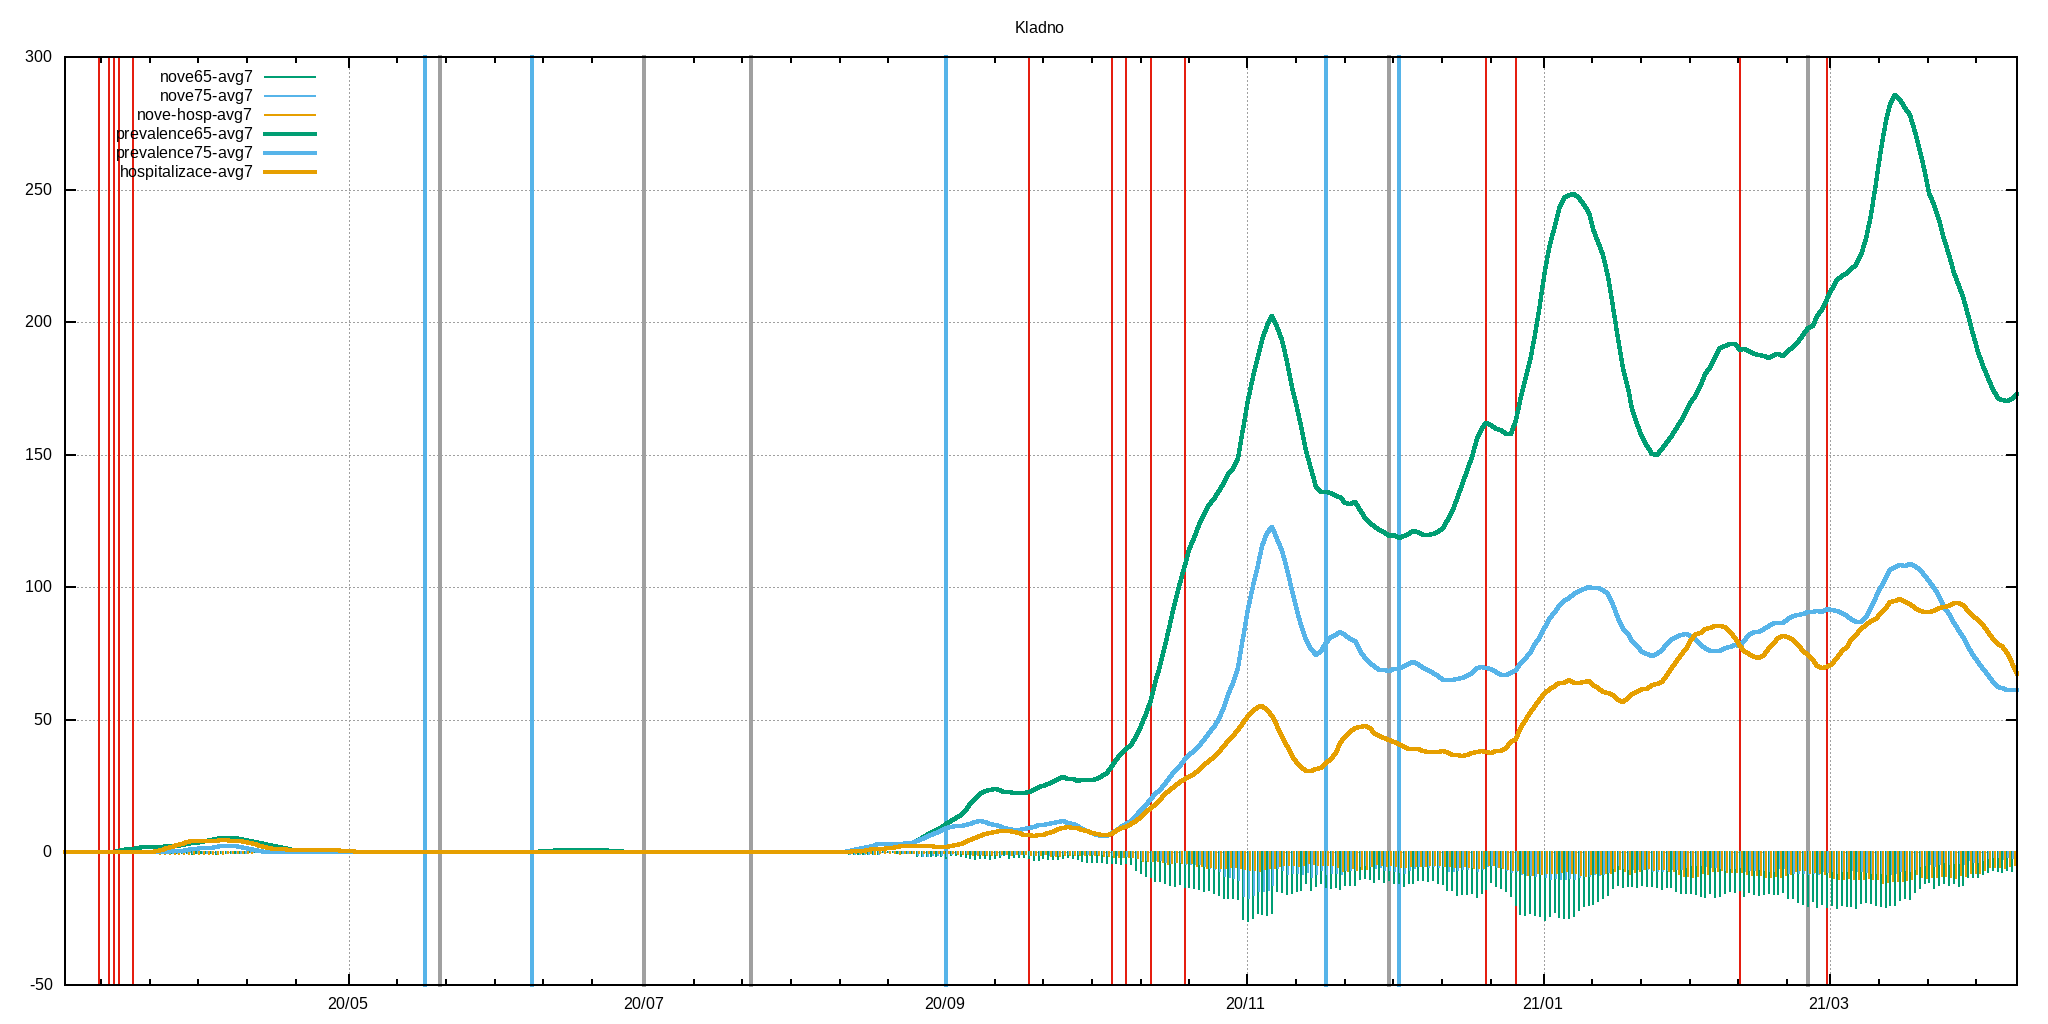 Kladno
300
250
200
150
100
50
0
-50
nove65-avg7
nove75-avg7
nove-hosp-avg7
prevalence65-avg7
prevalence75-avg7
hospitalizace-avg7
20/05 20/07 20/09 20/11 21/01 21/03